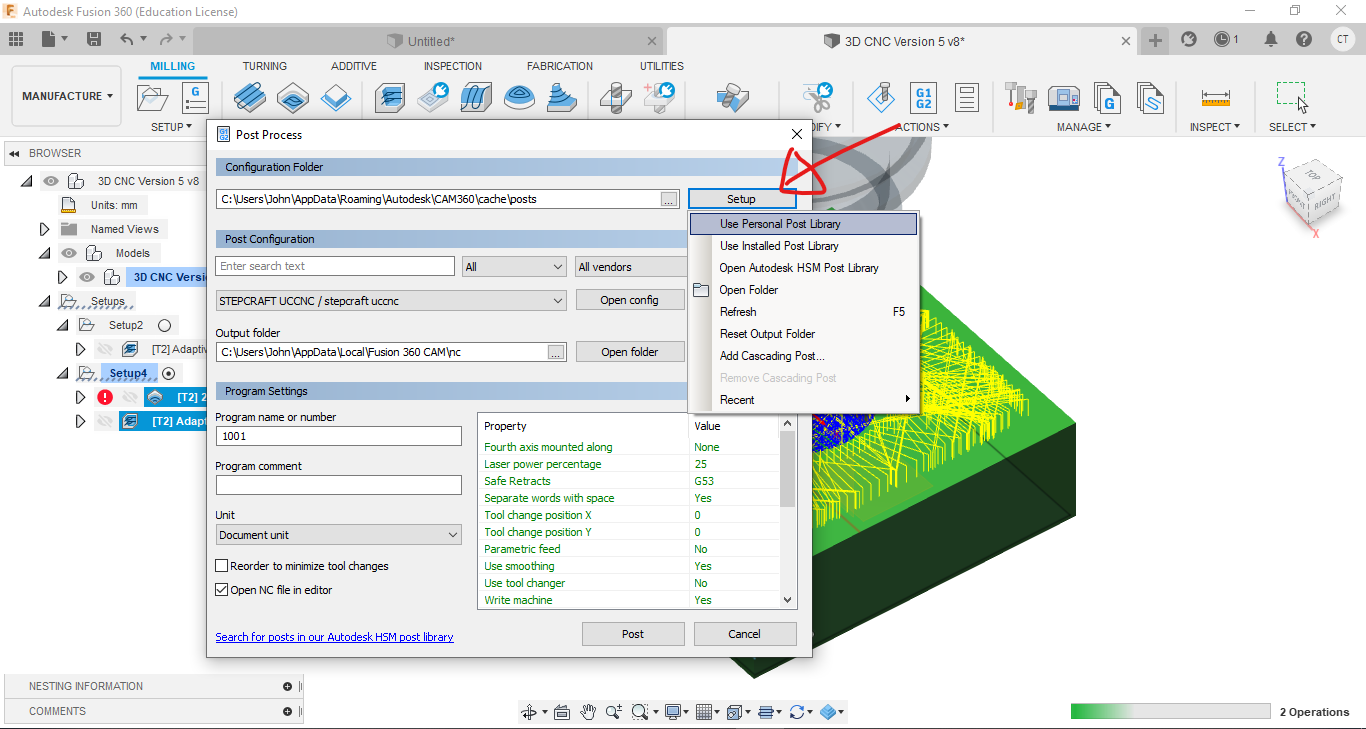 Autodesk Fusion 360 (Education License)
Untitled*
3D CNC Version 5 v8*
1
CT
MANUFACTURE
MILLING
TURNING
ADDITIVE
INSPECTION
FABRICATION
UTILITIES
G
G1
G2
G
SETUP
DIFY
ACTIONS
MANAGE
INSPECT
SELECT
BROWSER
3D CNC Version 5 v8
Units: mm
Named Views
Models
3D CNC Versi
Setups
Setup2
[T2] Adaptiv
Setup4
[T2] 2
[T2] Adapt
G1
G2
Post Process
Configuration Folder
C:\Users\John\AppData\Roaming\Autodesk\CAM360\cache\posts
...
Setup
Use Personal Post Library
Use Installed Post Library
Open Autodesk HSM Post Library
Open Folder
Refresh F5
Reset Output Folder
Add Cascading Post...
Remove Cascading Post
Recent
Post Configuration
Enter search text
All
All vendors
STEPCRAFT UCCNC / stepcraft uccnc
Open config
Output folder
C:\Users\John\AppData\Local\Fusion 360 CAM\nc
...
Open folder
Program Settings
Program name or number
1001
Program comment
Unit
Document unit
Reorder to minimize tool changes
Open NC file in editor
Property Value
Fourth axis mounted along None
Laser power percentage 25
Safe Retracts G53
Separate words with space Yes
Tool change position X 0
Tool change position Y 0
Parametric feed No
Use smoothing Yes
Use tool changer No
Write machine Yes
Search for posts in our Autodesk HSM post library
Post
Cancel
Z
TOP
FRONT
RIGHT
X
NESTING INFORMATION
COMMENTS
2 Operations